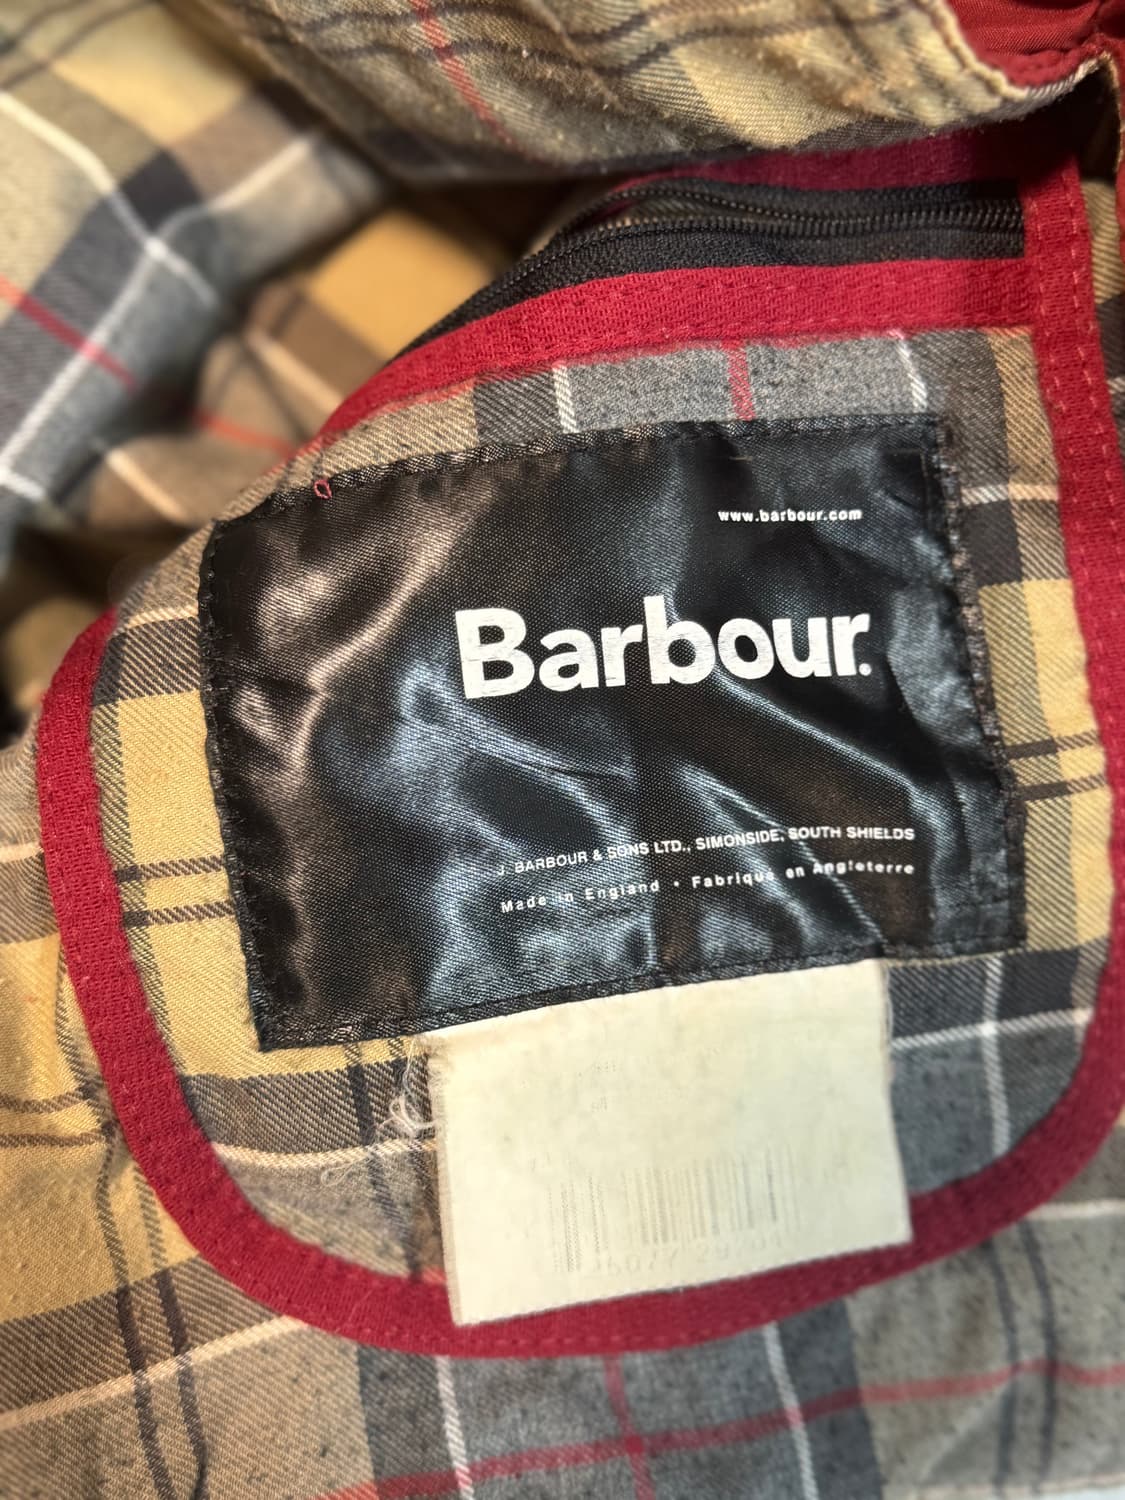 www.barbour.com
Barbour.
J. BARBOUR & SONS LTD., SIMONSIDE, SOUTH SHIELDS
Made in England • Fabriqué en Angleterre